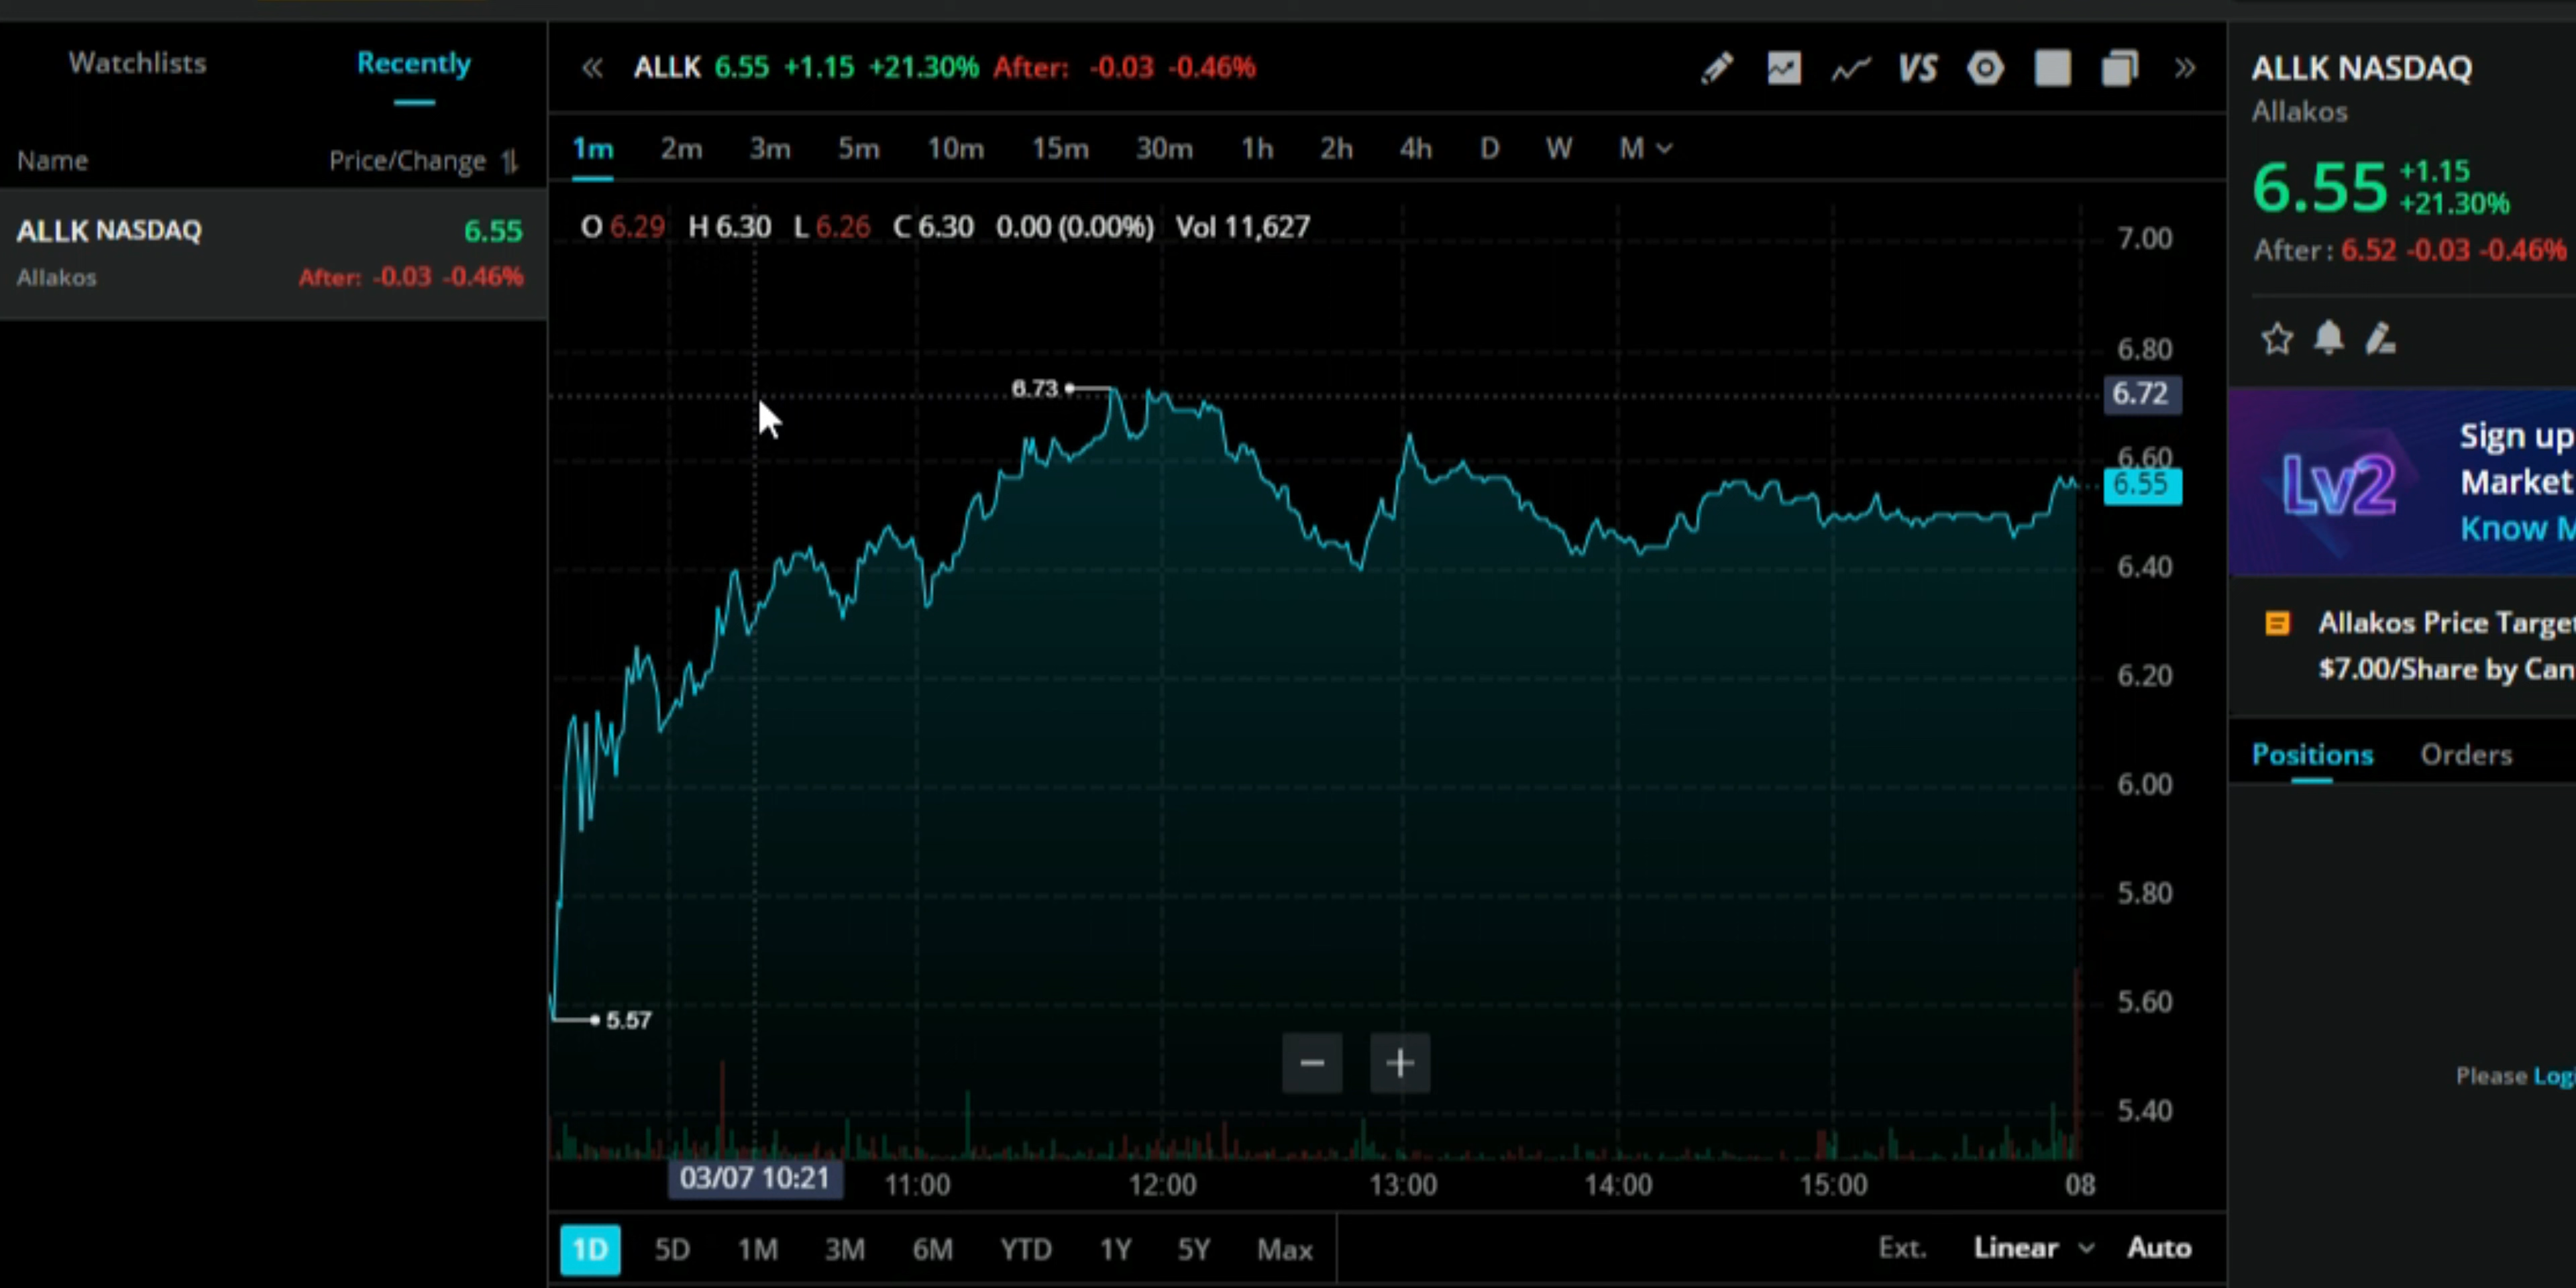 Watchlists Recently
Name Price/Change
ALLK NASDAQ 6.55
Allakos After: -0.03 -0.46%
ALLK 6.55 +1.15 +21.30% After: -0.03 -0.46%
VS
1m 2m 3m 5m 10m 15m 30m 1h 2h 4h D W M
O 6.29 H 6.30 L 6.26 C 6.30 0.00 (0.00%) Vol 11,627
7.00
6.80
6.73
6.72
6.60
6.55
6.40
6.20
6.00
5.80
5.60
5.57
5.40
03/07 10:21 11:00 12:00 13:00 14:00 15:00 08
1D 5D 1M 3M 6M YTD 1Y 5Y Max Ext. Linear Auto
ALLK NASDAQ
Allakos
6.55 +1.15
+21.30%
After: 6.52 -0.03 -0.46%
Lv2
Sign up
Market
Know M
Allakos Price Target
$7.00/Share by Can
Positions Orders
Please Logi